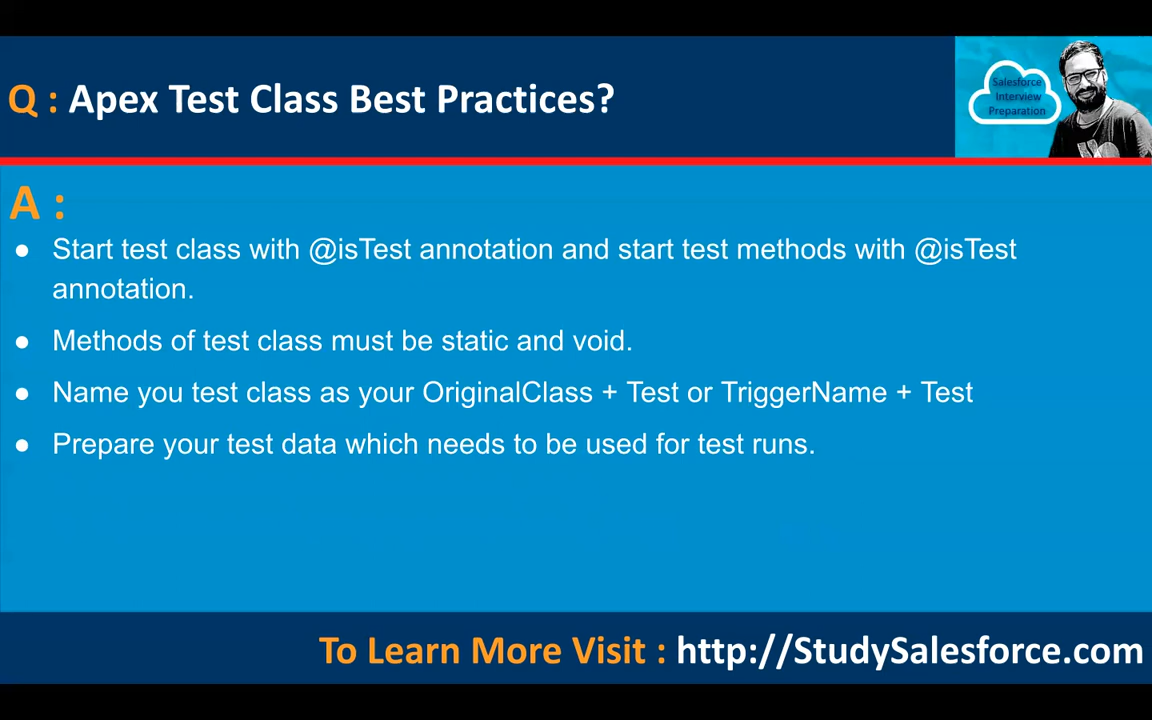 Q : Apex Test Class Best Practices?
Salesforce
Interview
Preparation
A :
● Start test class with @isTest annotation and start test methods with @isTest
annotation.
● Methods of test class must be static and void.
● Name you test class as your OriginalClass + Test or TriggerName + Test
● Prepare your test data which needs to be used for test runs.
To Learn More Visit : http://StudySalesforce.com